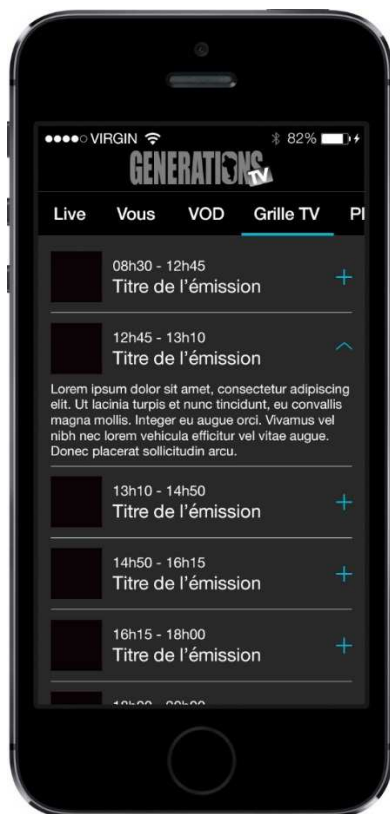 VIRGIN 82%
GENERATIONS TV
Live Vous VOD Grille TV Pl
08h30 - 12h45
Titre de l'émission
12h45 - 13h10
Titre de l'émission
Lorem ipsum dolor sit amet, consectetur adipiscing
elit. Ut lacinia turpis et nunc tincidunt, eu convallis
magna mollis. Integer eu augue orci. Vivamus vel
nibh nec lorem vehicula efficitur vel vitae augue.
Donec placerat sollicitudin arcu.
13h10 - 14h50
Titre de l'émission
14h50 - 16h15
Titre de l'émission
16h15 - 18h00
Titre de l'émission